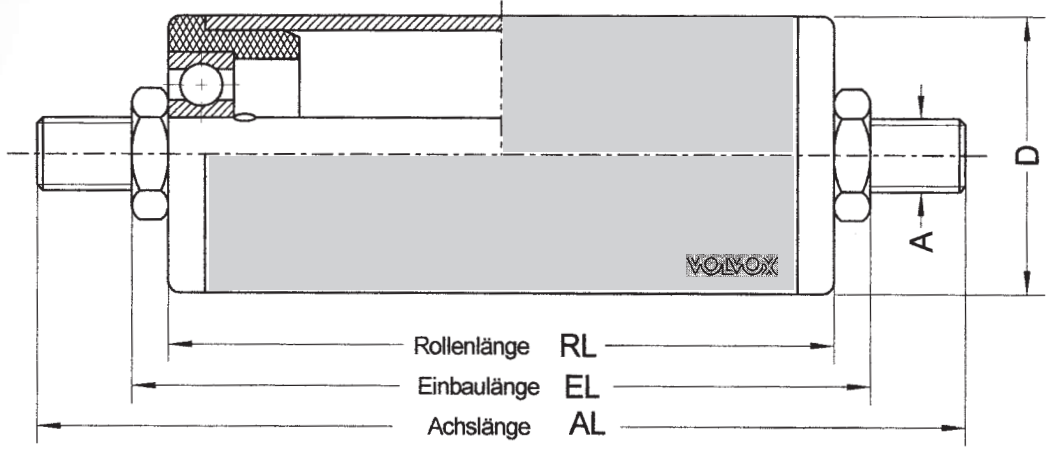 D
A
VOLVOX
Rollenlänge RL
Einbaulänge EL
Achslänge AL